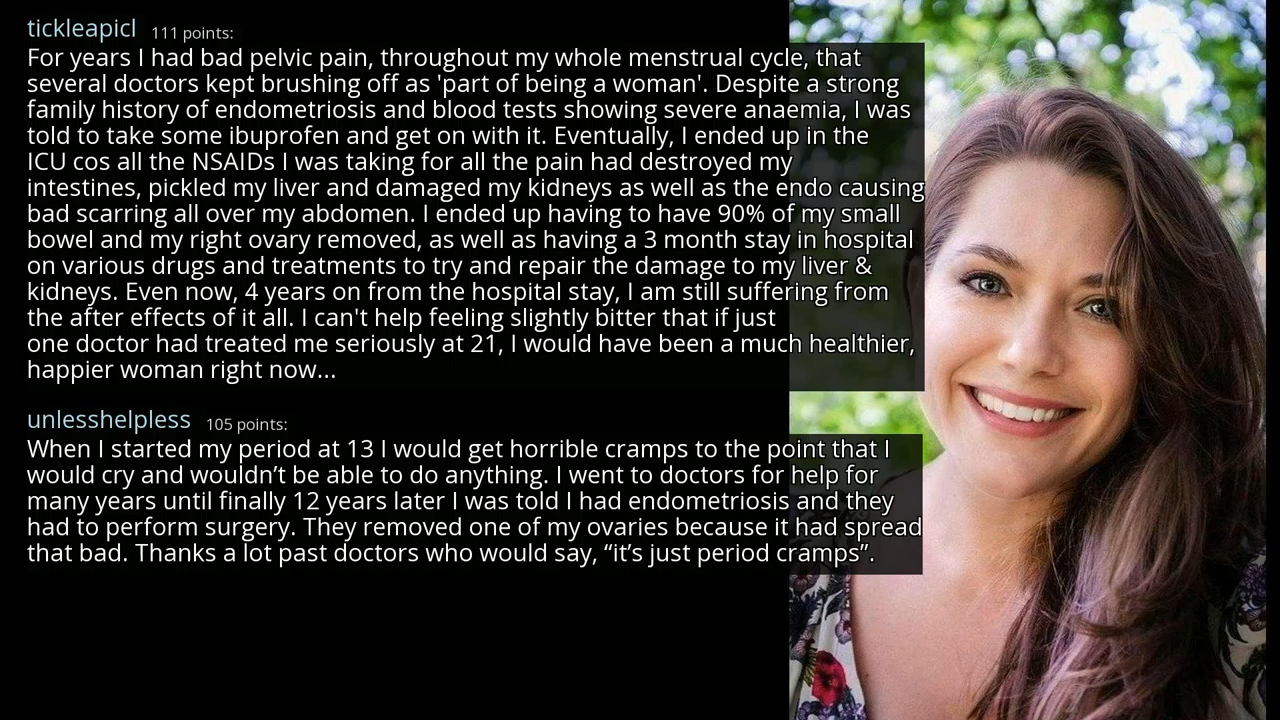 tickleapicl 111 points:
For years I had bad pelvic pain, throughout my whole menstrual cycle, that
several doctors kept brushing off as 'part of being a woman'. Despite a strong
family history of endometriosis and blood tests showing severe anaemia, I was
told to take some ibuprofen and get on with it. Eventually, I ended up in the
ICU cos all the NSAIDs I was taking for all the pain had destroyed my
intestines, pickled my liver and damaged my kidneys as well as the endo causing
bad scarring all over my abdomen. I ended up having to have 90% of my small
bowel and my right ovary removed, as well as having a 3 month stay in hospital
on various drugs and treatments to try and repair the damage to my liver &
kidneys. Even now, 4 years on from the hospital stay, I am still suffering from
the after effects of it all. I can't help feeling slightly bitter that if just
one doctor had treated me seriously at 21, I would have been a much healthier,
happier woman right now...
unlesshelpless 105 points:
When I started my period at 13 I would get horrible cramps to the point that I
would cry and wouldn’t be able to do anything. I went to doctors for help for
many years until finally 12 years later I was told I had endometriosis and they
had to perform surgery. They removed one of my ovaries because it had spread
that bad. Thanks a lot past doctors who would say, “it’s just period cramps”.